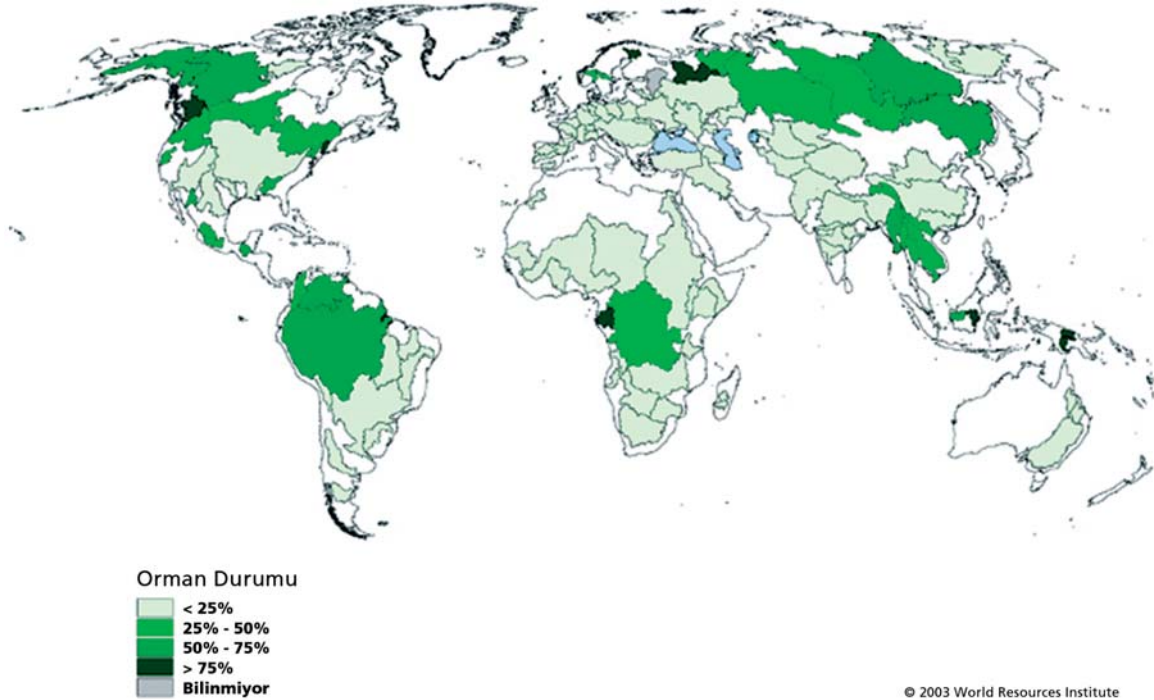 Orman Durumu
< 25%
25% - 50%
50% - 75%
> 75%
Bilinmiyor
© 2003 World Resources Institute